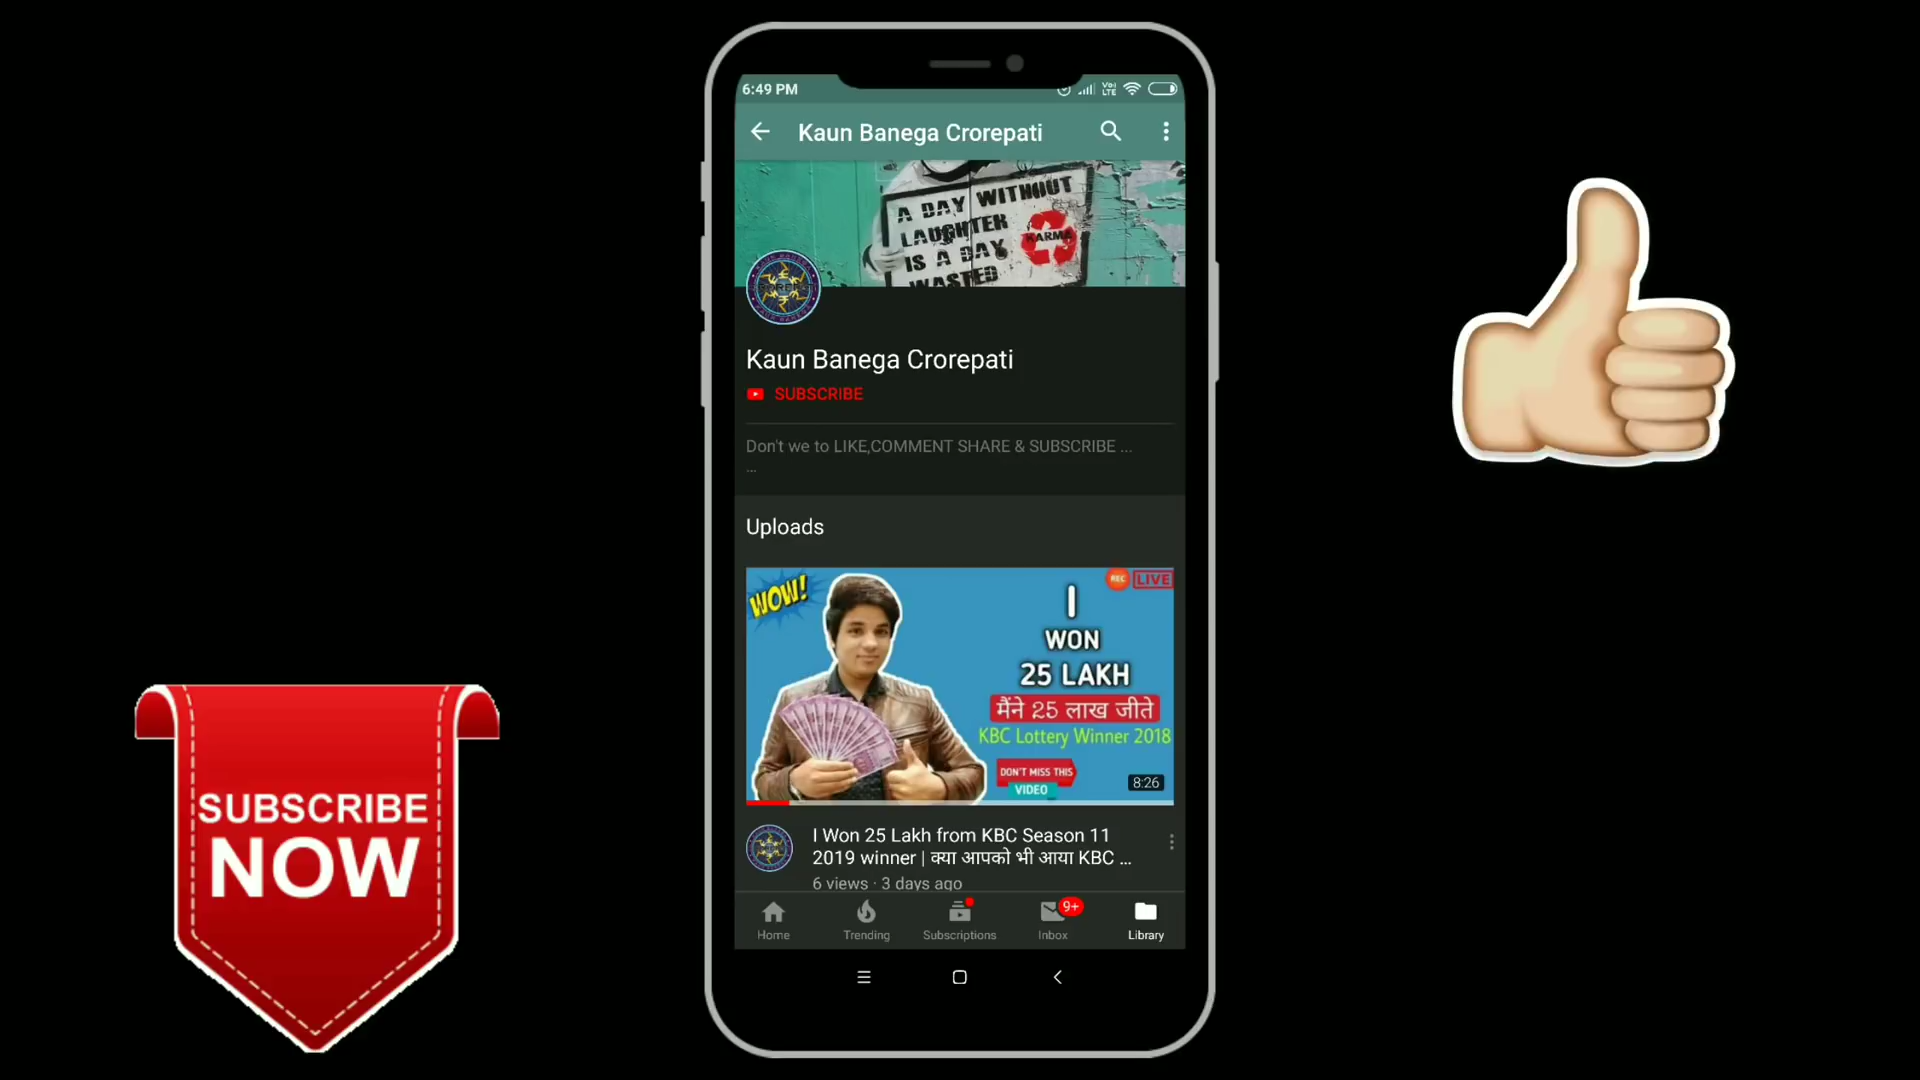 6:49 PM
Kaun Banega Crorepati
A DAY WITHOUT
LAUGHTER
IS A DAY
WASTED
KARMA
Kaun Banega Crorepati
SUBSCRIBE
Don't we to LIKE,COMMENT SHARE & SUBSCRIBE ...
...
Uploads
WOW!
REC LIVE
I
WON
25 LAKH
मैंने 25 लाख जीते
KBC Lottery Winner 2018
DON'T MISS THIS
VIDEO
8:26
I Won 25 Lakh from KBC Season 11
2019 winner | क्या आपको भी आया KBC ...
6 views · 3 days ago
Home
Trending
Subscriptions
9+
Inbox
Library
SUBSCRIBE
NOW